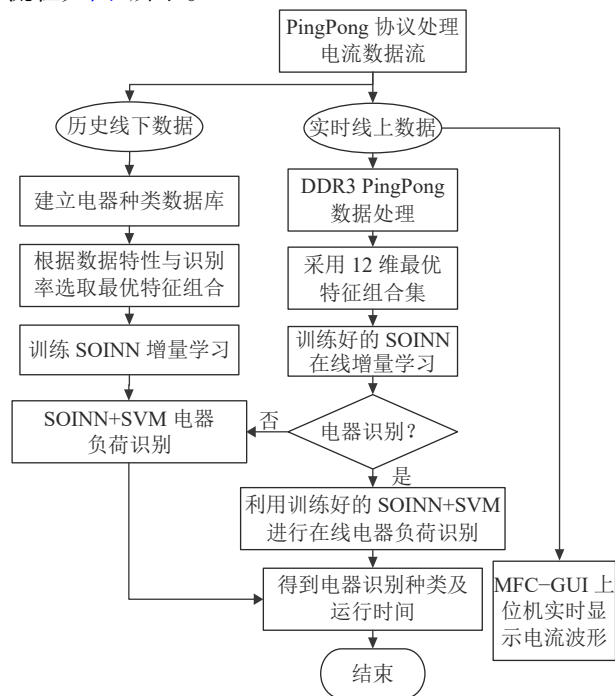 PingPong 协议处理
电流数据流
历史线下数据
实时线上数据
建立电器种类数据库
DDR3 PingPong
数据处理
根据数据特性与识别
率选取最优特征组合
采用 12 维最优
特征组合集
训练 SOINN 增量学习
训练好的 SOINN
在线增量学习
SOINN+SVM 电器
负荷识别
否
电器识别?
是
利用训练好的 SOINN+SVM
进行在线电器负荷识别
得到电器识别种类及
运行时间
MFC−GUI 上
位机实时显
示电流波形
结束